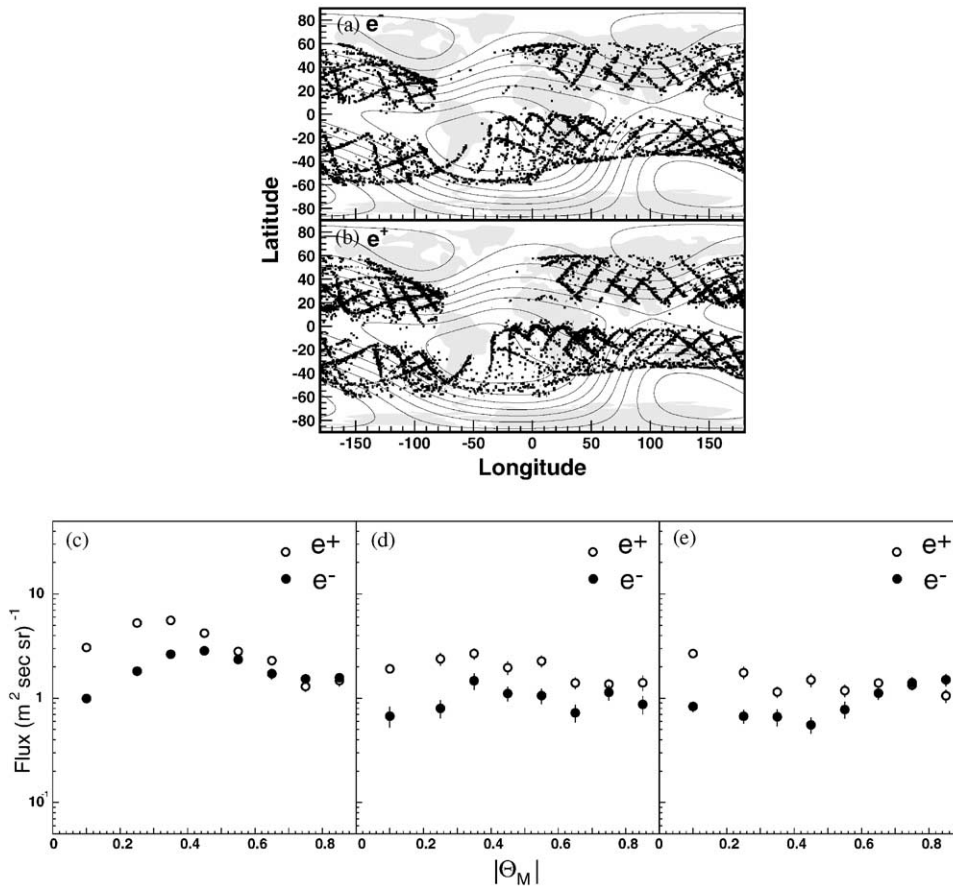 (a) e-
80
60
40
20
0
-20
-40
-60
-80
Latitude
(b) e+
80
60
40
20
0
-20
-40
-60
-80
-150 -100 -50 0 50 100 150
Longitude
(c) e+
e-
(d) e+
e-
(e) e+
e-
10
1
10-1
Flux (m2 sec sr)-1
0 0.2 0.4 0.6 0.8
0.2 0.4 0.6 0.8
0.2 0.4 0.6 0.8
|ΘM|